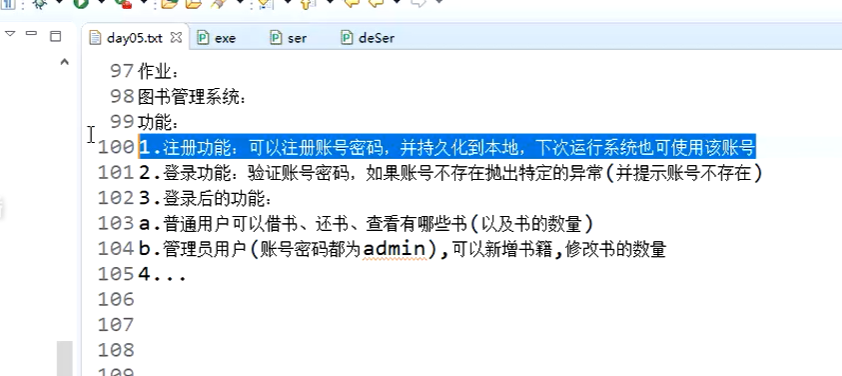 day05.txt exe ser deSer
97 作业:
98 图书管理系统:
99 功能:
100 1.注册功能: 可以注册账号密码, 并持久化到本地, 下次运行系统也可使用该账号
101 2.登录功能: 验证账号密码, 如果账号不存在抛出特定的异常(并提示账号不存在)
102 3.登录后的功能:
103 a.普通用户可以借书、还书、查看有哪些书(以及书的数量)
104 b.管理员用户(账号密码都为admin),可以新增书籍,修改书的数量
105 4...
106
107
108
109